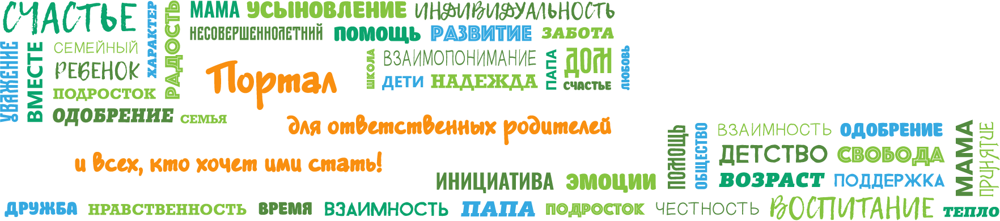 СЧАСТЬЕ
ХАРАКТЕР
РАДОСТЬ
МАМА УСЫНОВЛЕНИЕ ИНДИВИДУАЛЬНОСТЬ
НЕСОВЕРШЕННОЛЕТНИЙ ПОМОЩЬ РАЗВИТИЕ ЗАБОТА
УВАЖЕНИЕ
ВМЕСТЕ
СЕМЕЙНЫЙ
РЕБЕНОК
ПОДРОСТОК
ОДОБРЕНИЕ СЕМЬЯ
ШКОЛА
ВЗАИМОПОНИМАНИЕ
ДЕТИ НАДЕЖДА
ПАПА
ДОМ
СЧАСТЬЕ
ЛЮБОВЬ
Портал
для ответственных родителей
и всех, кто хочет ими стать!
ПОМОЩЬ
ОБЩЕСТВО
ВЗАИМНОСТЬ ОДОБРЕНИЕ
ДЕТСТВО СВОБОДА
ВОЗРАСТ ПОДДЕРЖКА
МАМА
ПРИЯТИЕ
ИНИЦИАТИВА ЭМОЦИИ
ДРУЖБА НРАВСТВЕННОСТЬ ВРЕМЯ ВЗАИМНОСТЬ ПАПА ПОДРОСТОК ЧЕСТНОСТЬ ВОСПИТАНИЕ ТЕПЛО